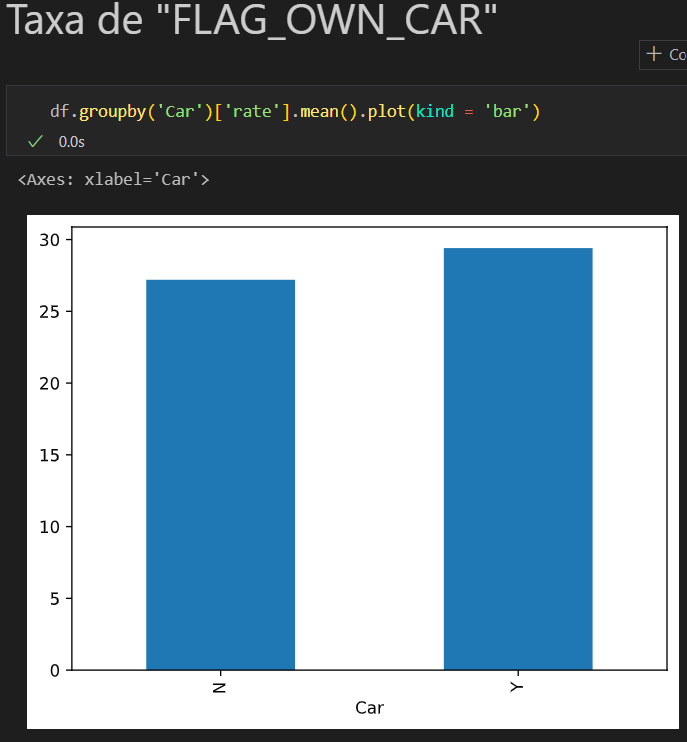 Taxa de "FLAG_OWN_CAR"
+ Co
df.groupby('Car')['rate'].mean().plot(kind = 'bar')
0.0s
<Axes: xlabel='Car'>
30
25
20
15
10
5
0
N
Y
Car